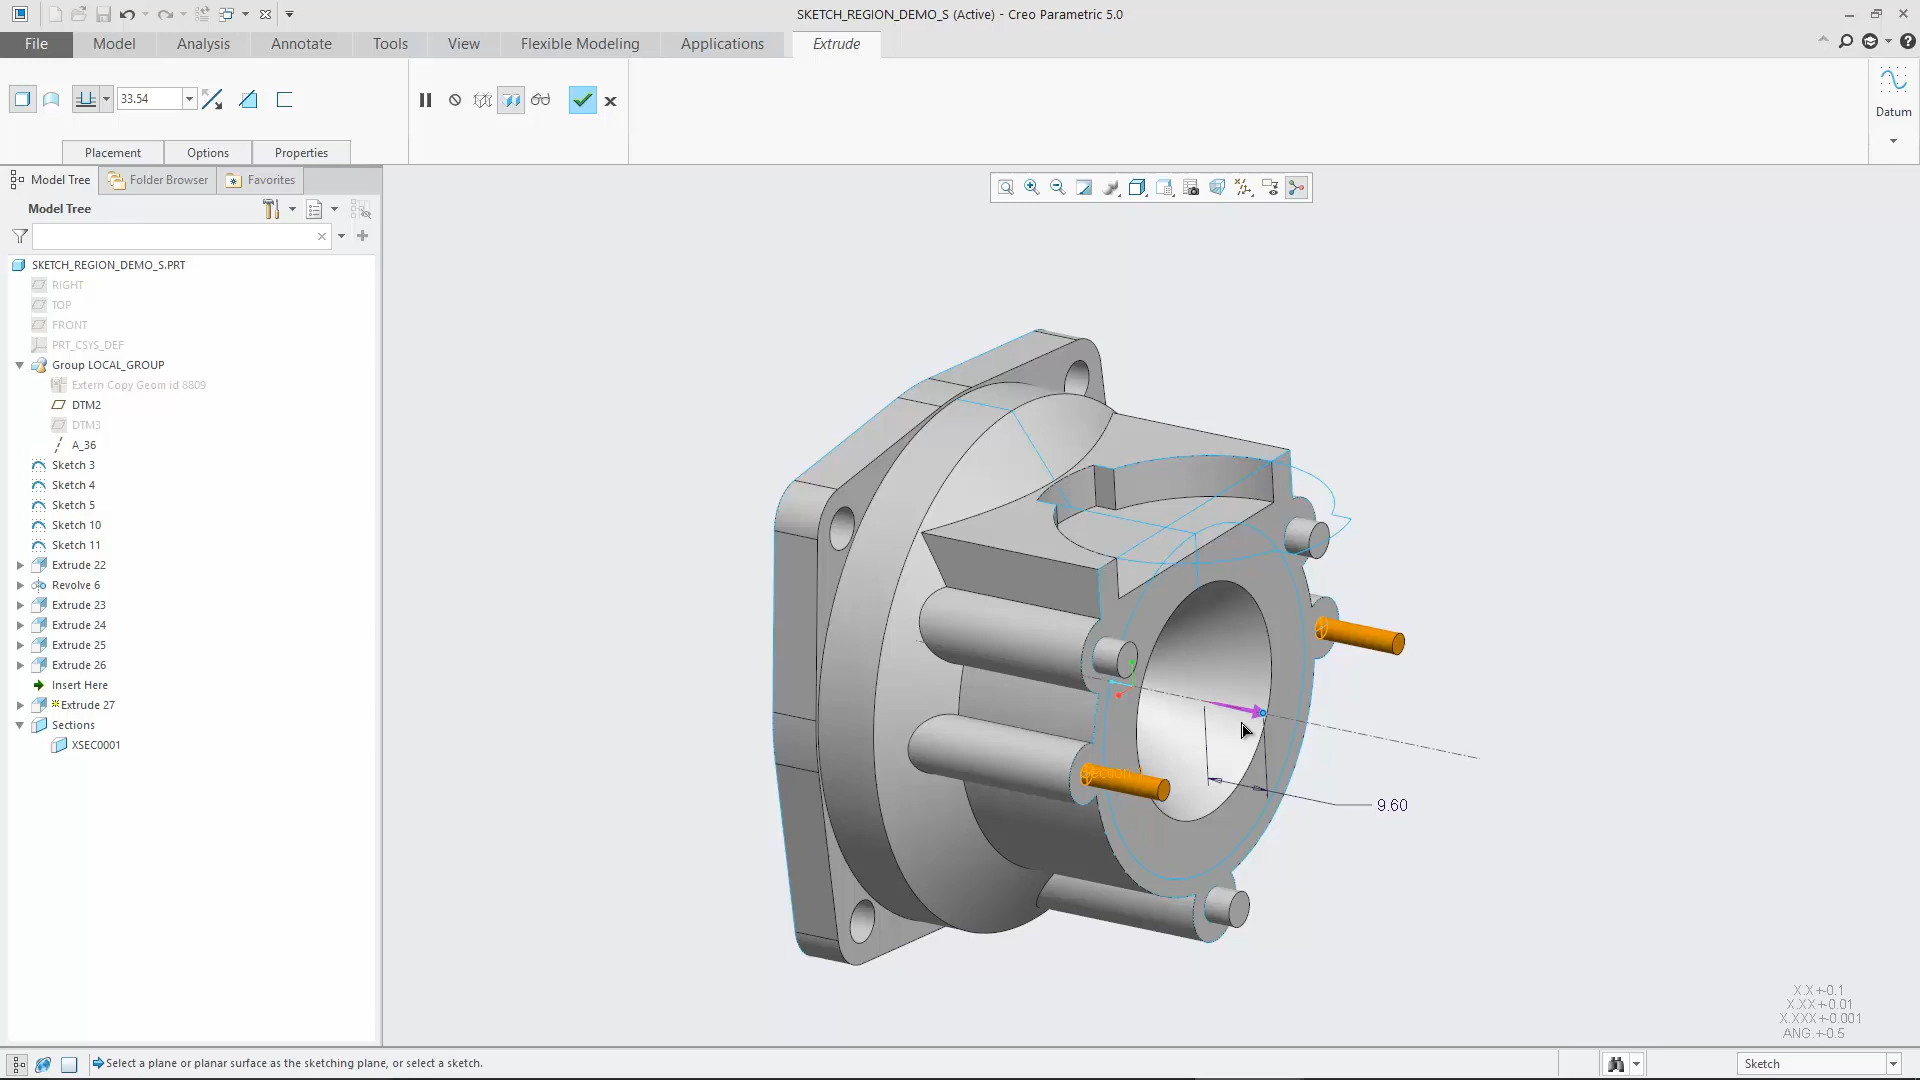 SKETCH_REGION_DEMO_S (Active) - Creo Parametric 5.0
File Model Analysis Annotate Tools View Flexible Modeling Applications Extrude
33.54
Datum
Placement Options Properties
Model Tree Folder Browser Favorites
Model Tree
SKETCH_REGION_DEMO_S.PRT
RIGHT
TOP
FRONT
PRT_CSYS_DEF
Group LOCAL_GROUP
Extern Copy Geom id 8809
DTM2
DTM3
A_36
Sketch 3
Sketch 4
Sketch 5
Sketch 10
Sketch 11
Extrude 22
Revolve 6
Extrude 23
Extrude 24
Extrude 25
Extrude 26
Insert Here
Extrude 27
Sections
XSEC0001
9.60
X.X+-0.1
X.XX+-0.01
X.XXX+-0.001
ANG.+-0.5
Select a plane or planar surface as the sketching plane, or select a sketch.
Sketch